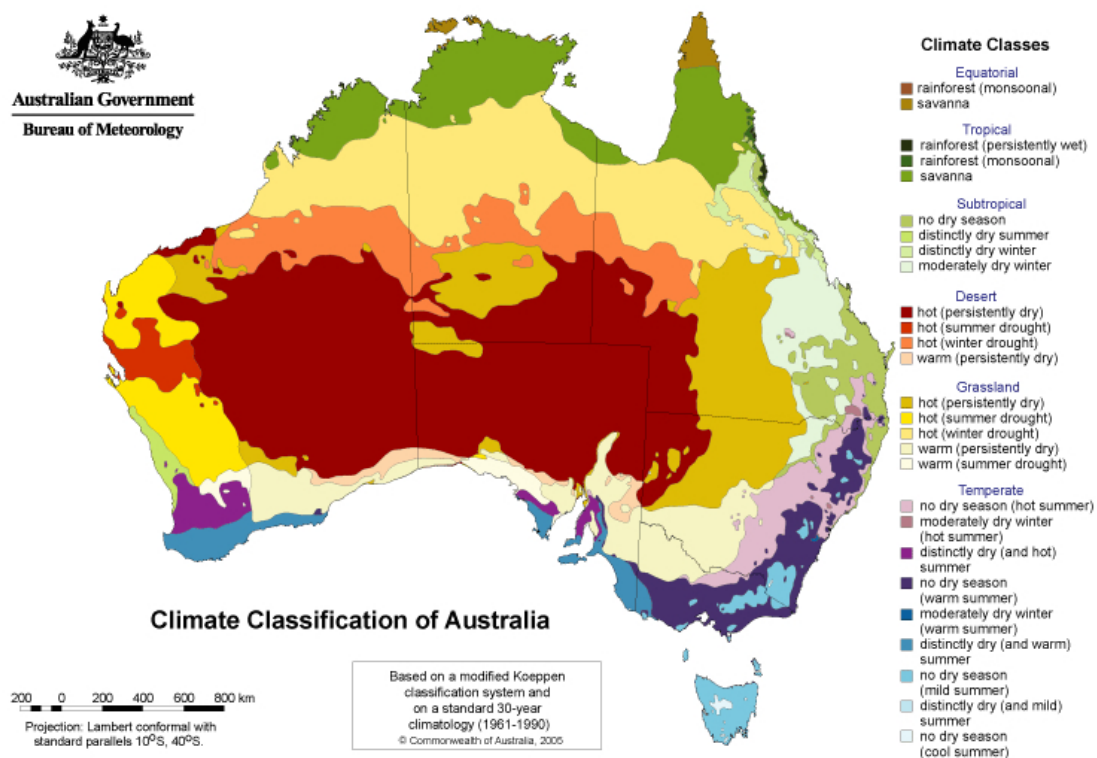 Australian Government
Bureau of Meteorology
Climate Classes
Equatorial
rainforest (monsoonal)
savanna
Tropical
rainforest (persistently wet)
rainforest (monsoonal)
savanna
Subtropical
no dry season
distinctly dry summer
distinctly dry winter
moderately dry winter
Desert
hot (persistently dry)
hot (summer drought)
hot (winter drought)
warm (persistently dry)
Grassland
hot (persistently dry)
hot (summer drought)
hot (winter drought)
warm (persistently dry)
warm (summer drought)
Temperate
no dry season (hot summer)
moderately dry winter
(hot summer)
distinctly dry (and hot)
summer
no dry season
(warm summer)
moderately dry winter
(warm summer)
distinctly dry (and warm)
summer
no dry season
(mild summer)
distinctly dry (and mild)
summer
no dry season
(cool summer)
Climate Classification of Australia
Based on a modified Koeppen
classification system and
on a standard 30-year
climatology (1961-1990)
© Commonwealth of Australia, 2005
200 0 200 400 600 800 km
Projection: Lambert conformal with
standard parallels 10°S, 40°S.